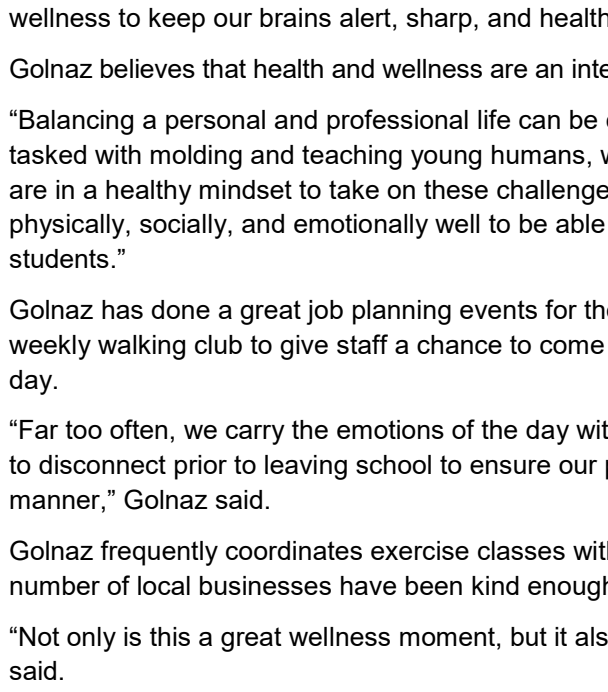 wellness to keep our brains alert, sharp, and health
Golnaz believes that health and wellness are an inte
“Balancing a personal and professional life can be
tasked with molding and teaching young humans,
are in a healthy mindset to take on these challenge
physically, socially, and emotionally well to be able
students.”
Golnaz has done a great job planning events for th
weekly walking club to give staff a chance to come
day.
“Far too often, we carry the emotions of the day wit
to disconnect prior to leaving school to ensure our
manner,” Golnaz said.
Golnaz frequently coordinates exercise classes wit
number of local businesses have been kind enough
“Not only is this a great wellness moment, but it als
said.